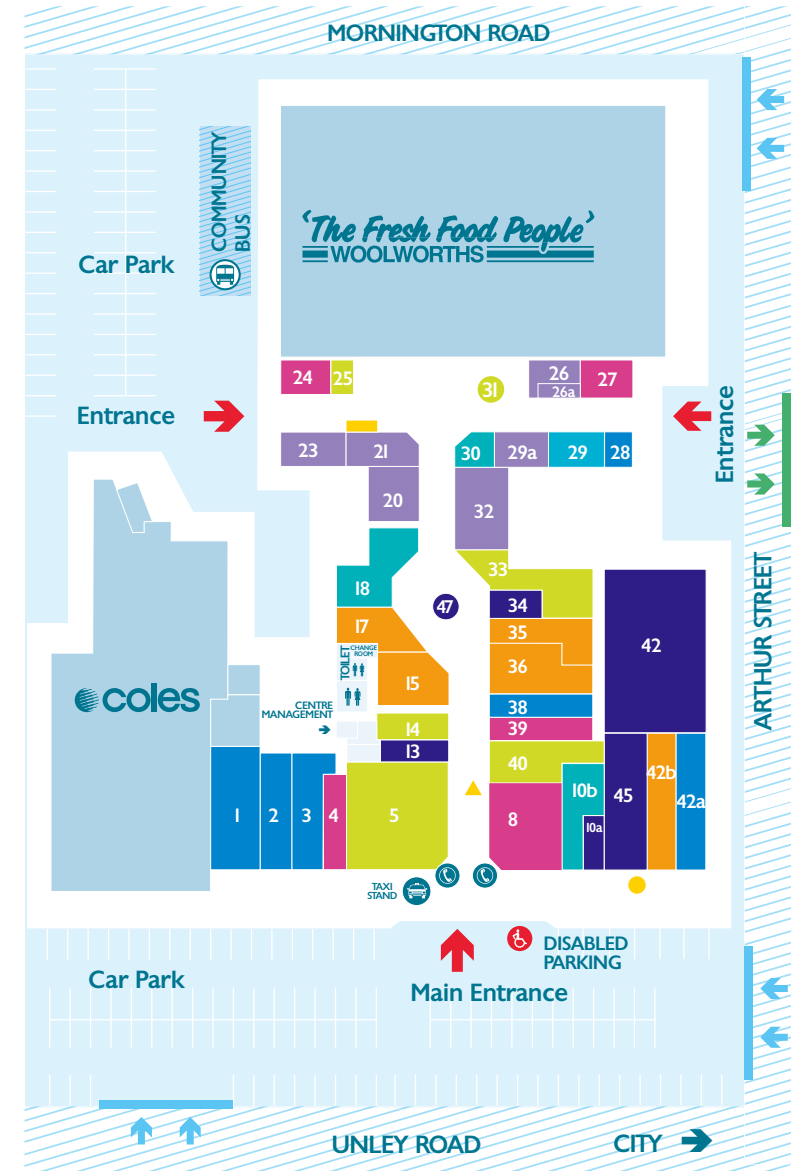 MORNINGTON ROAD
COMMUNITY
BUS
'The Fresh Food People'
WOOLWORTHS
Car Park
24
25
31
26
26a
27
Entrance
Entrance
23
21
30
29a
29
28
20
32
33
18
47
34
ARTHUR STREET
17
35
42
TOILET
CHANGE
ROOM
36
15
coles
CENTRE
MANAGEMENT
38
14
39
13
40
1
2
3
4
5
8
10b
10a
45
42b
42a
TAXI
STAND
DISABLED
PARKING
Car Park
Main Entrance
UNLEY ROAD
CITY